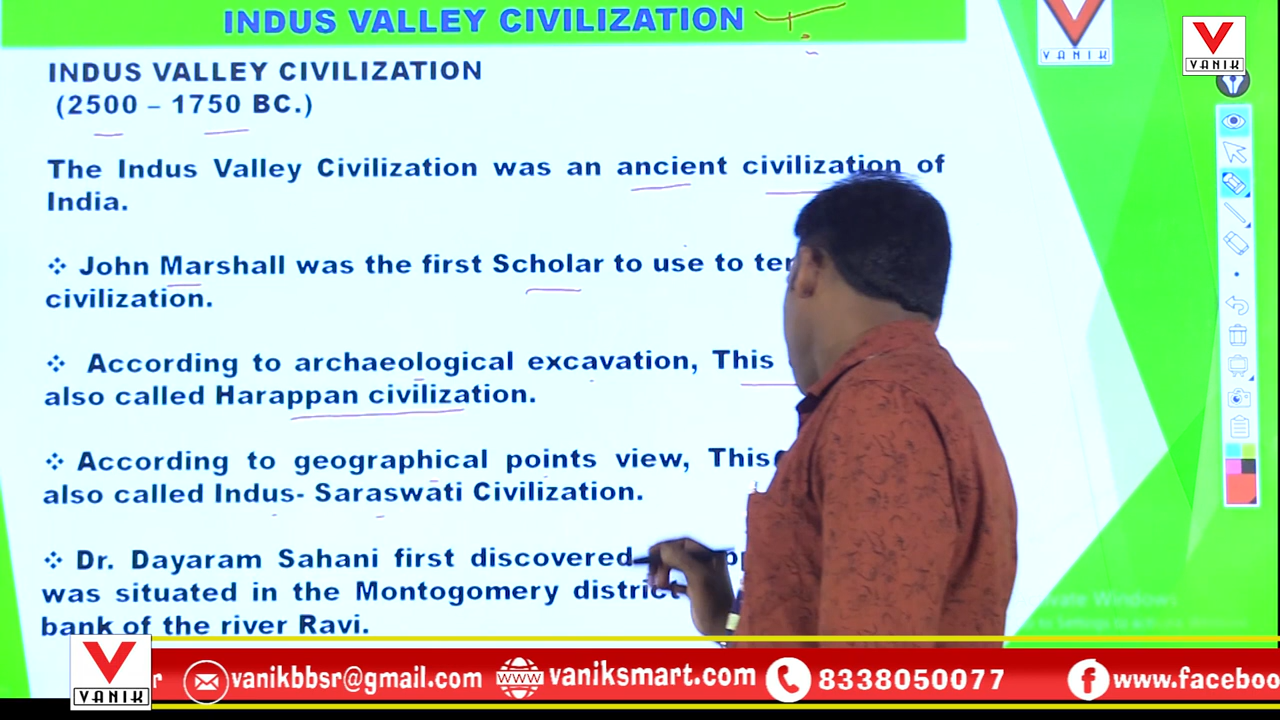 INDUS VALLEY CIVILIZATION
VANIK
VANIK
INDUS VALLEY CIVILIZATION
(2500 – 1750 BC.)
The Indus Valley Civilization was an ancient civilization of
India.
❖ John Marshall was the first Scholar to use to
civilization.
❖ According to archaeological excavation, This
also called Harappan civilization.
❖ According to geographical points view, This
also called Indus- Saraswati Civilization.
❖ Dr. Dayaram Sahani first discovered
was situated in the Montogomery district
bank of the river Ravi.
VANIK
vanikbbsr@gmail.com
www
vaniksmart.com
8338050077